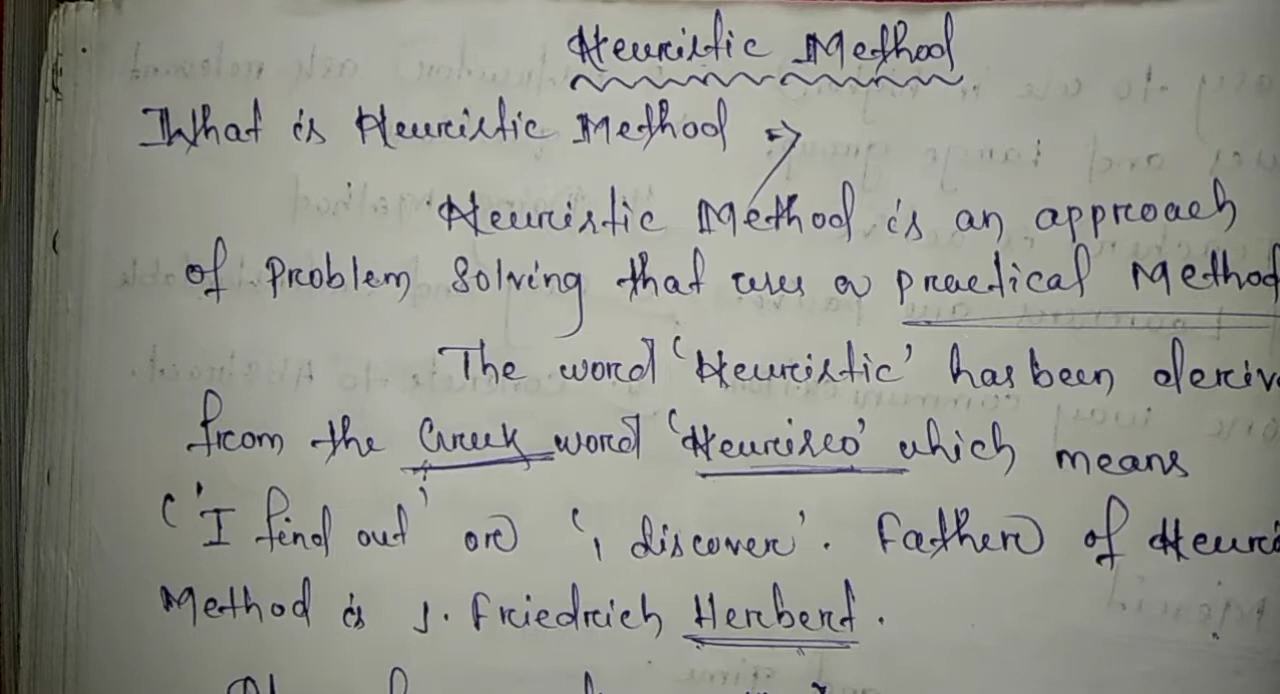 Heuristic Method
What is Heuristic Method ⇒
Heuristic Method is an approach
of Problem Solving that uses a practical Method
The word 'Heuristic' has been deriv
from the Greek word 'Heurisco' which means
'I find out' or 'I discover'. Father of Heuri
Method is J. Friedrich Herbert.